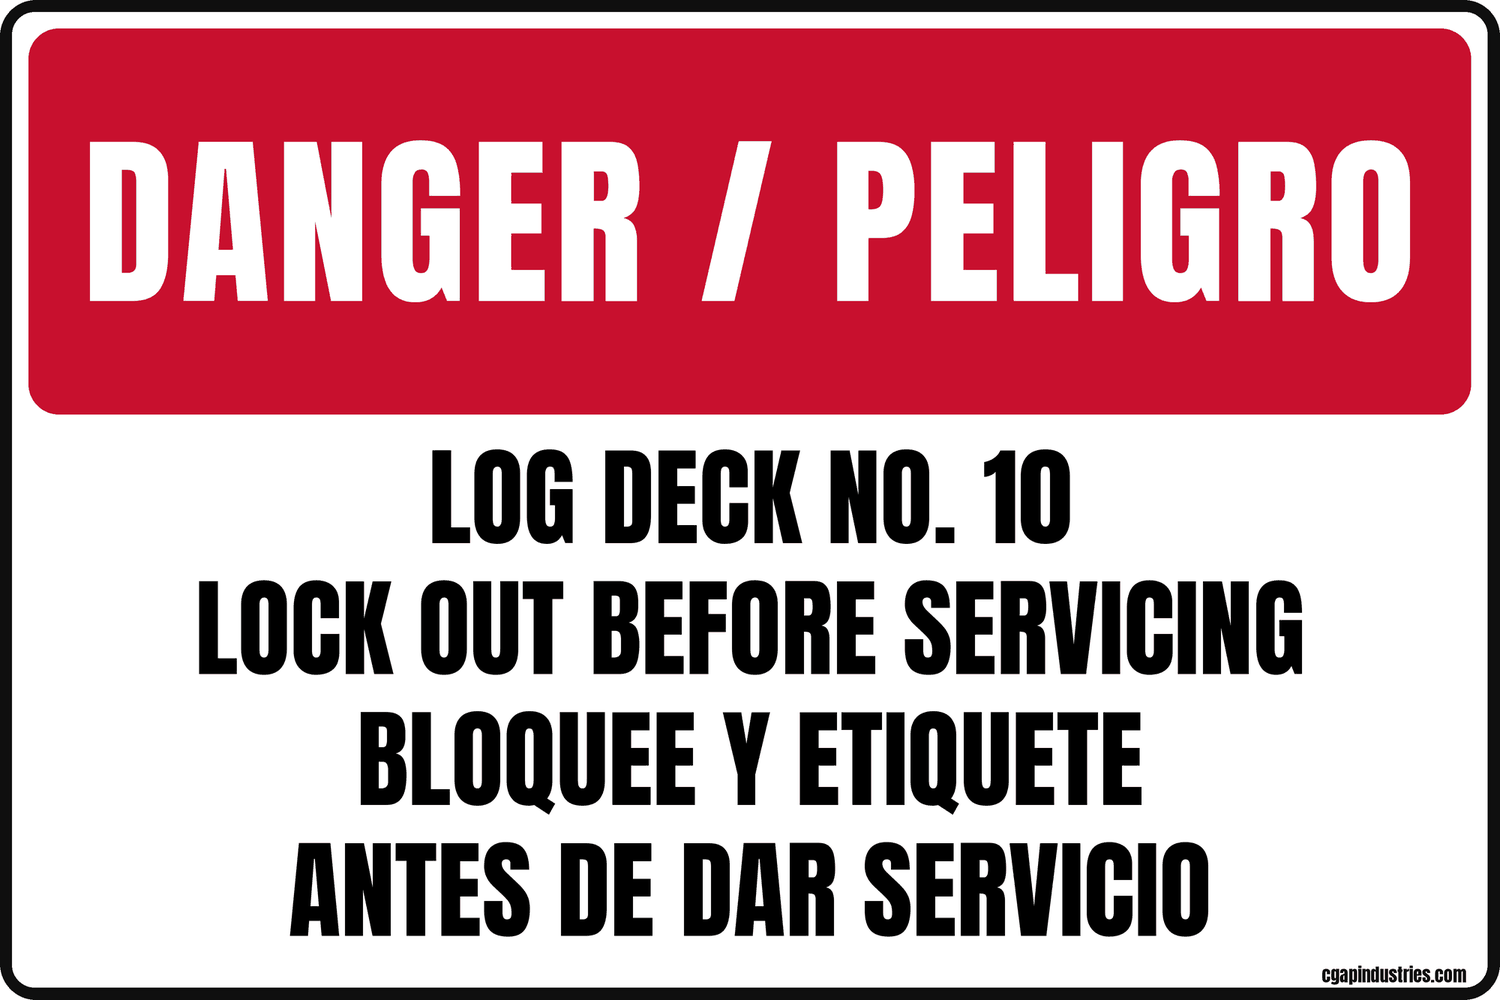 DANGER / PELIGRO
LOG DECK NO. 10
LOCK OUT BEFORE SERVICING
BLOQUEE Y ETIQUETE
ANTES DE DAR SERVICIO
cgapindustries.com